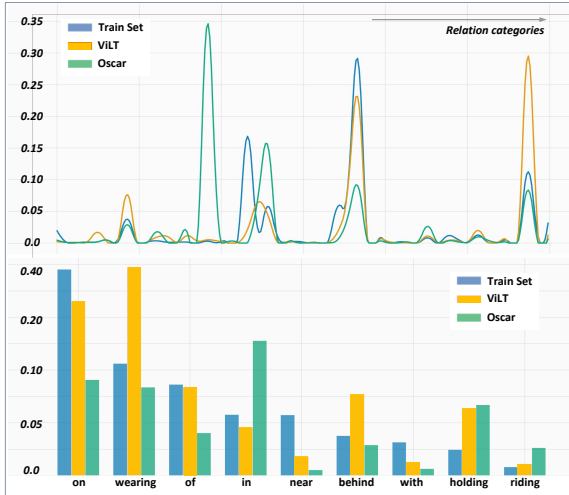 0.35
Relation categories
Train Set
ViLT
Oscar
0.30
0.25
0.20
0.15
0.10
0.05
0.0
0.40
Train Set
ViLT
Oscar
0.20
0.10
0.05
0.0
on wearing of in near behind with holding riding